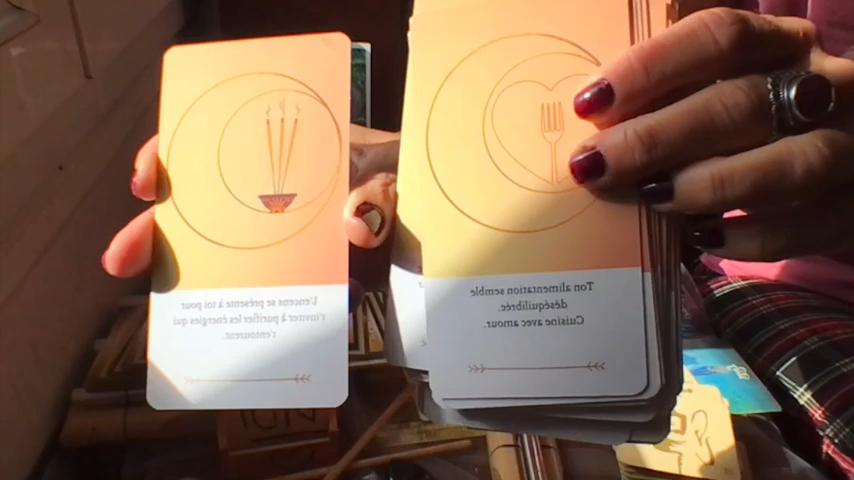 L'encens se présente à toi pour
t'inviter à purifier les énergies qui
t'entourent.
Ton alimentation semble
déséquilibrée.
Cuisine avec amour.